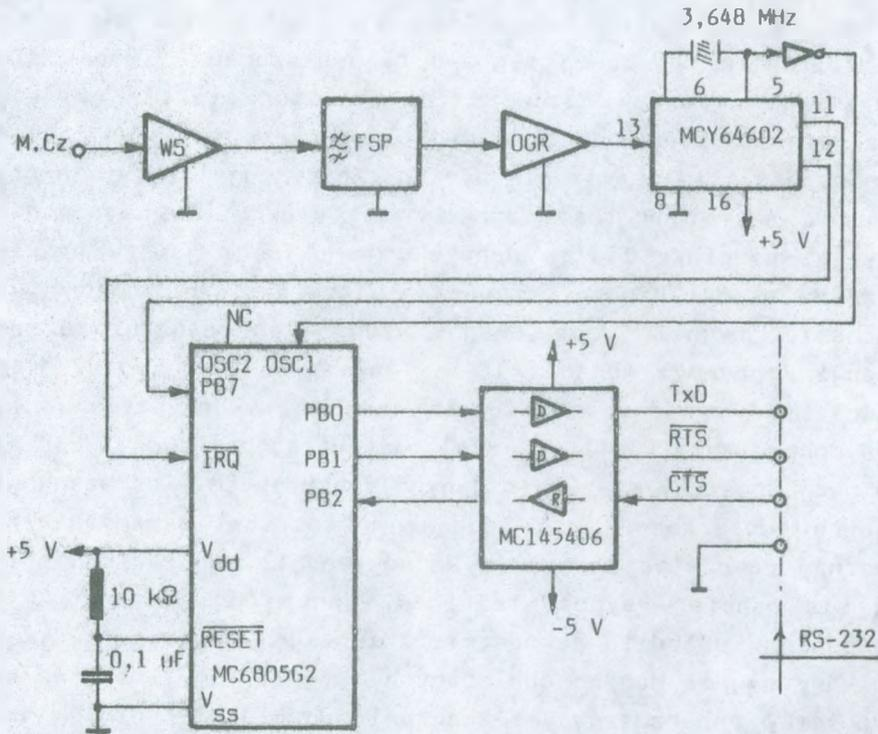 3,648 MHz
6 5
M.Cz WS FSP OGR 13 MCY64602 11
12
8 16
+5 V
NC
OSC2 OSC1
PB7
IRQ
+5 V
PB0 D TxD
PB1 D RTS
PB2 R CTS
MC145406
-5 V
+5 V Vdd
10 kΩ
RESET
0,1 µF
MC6805G2
Vss
RS-232